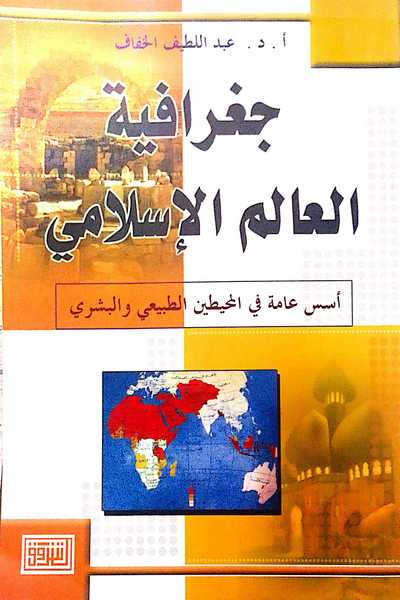 أ. د. عبد اللطيف الخفاف
جغرافية
العالم الإسلامي
أسس عامة في المحيطين الطبيعي والبشري
الشروق